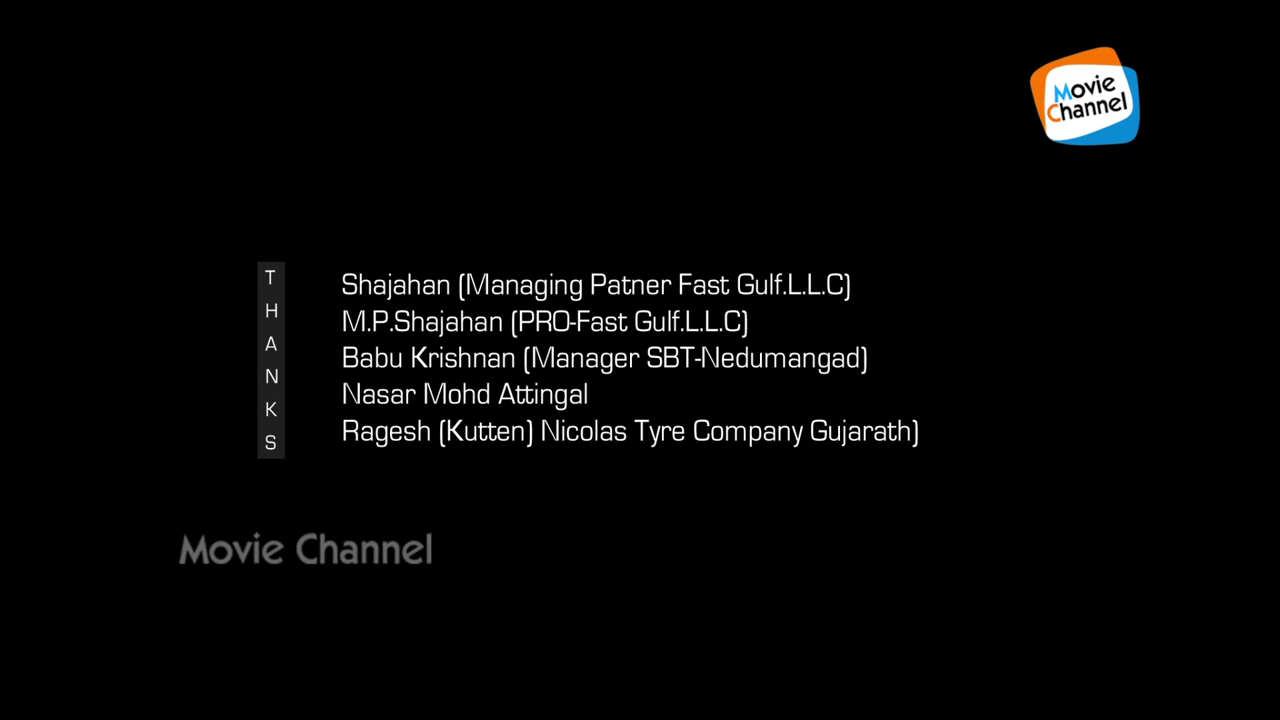 Movie
Channel
THANKS
Shajahan (Managing Patner Fast Gulf.L.L.C)
M.P.Shajahan (PRO-Fast Gulf.L.L.C)
Babu Krishnan (Manager SBT-Nedumangad)
Nasar Mohd Attingal
Ragesh (Kutten) Nicolas Tyre Company Gujarath)
Movie Channel